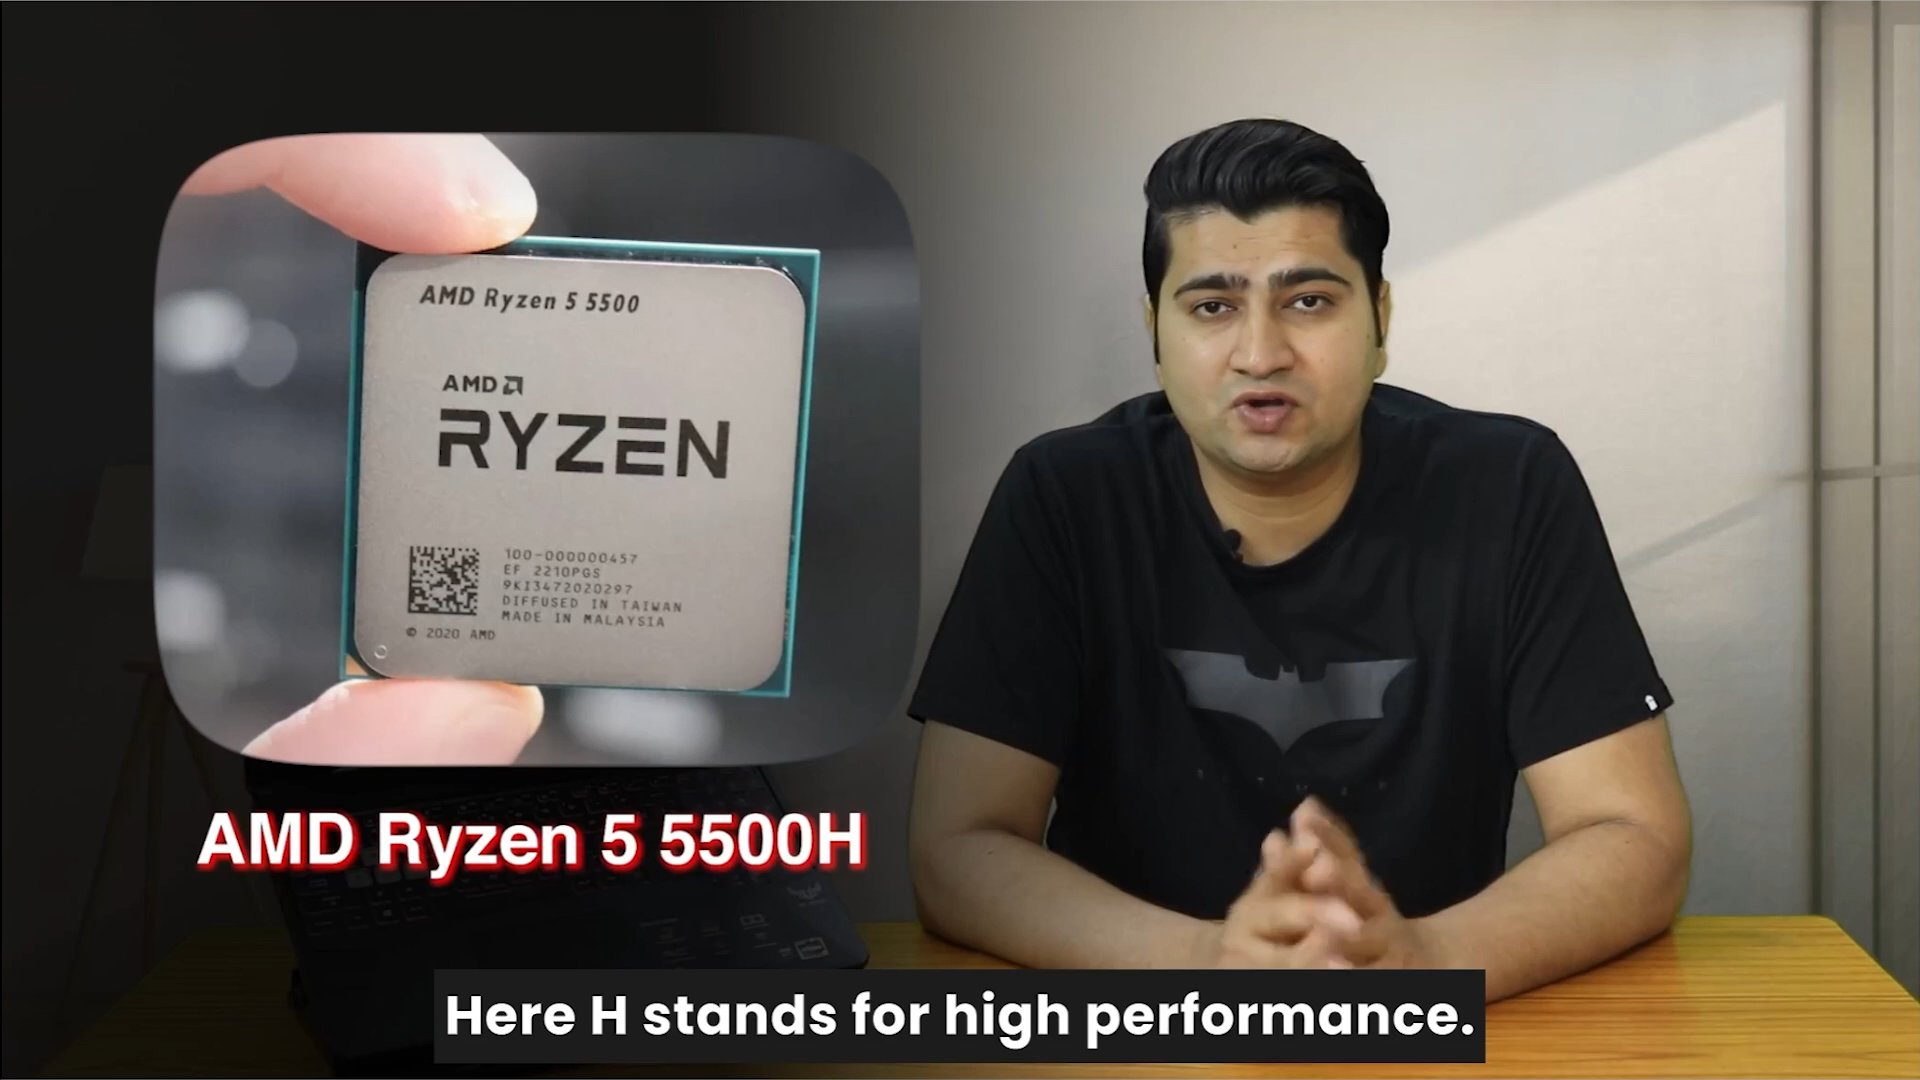 AMD Ryzen 5 5500
AMD
RYZEN
100-000000457
EF 2210PGS
9KI3472020297
DIFFUSED IN TAIWAN
MADE IN MALAYSIA
© 2020 AMD
AMD Ryzen 5 5500H
Here H stands for high performance.